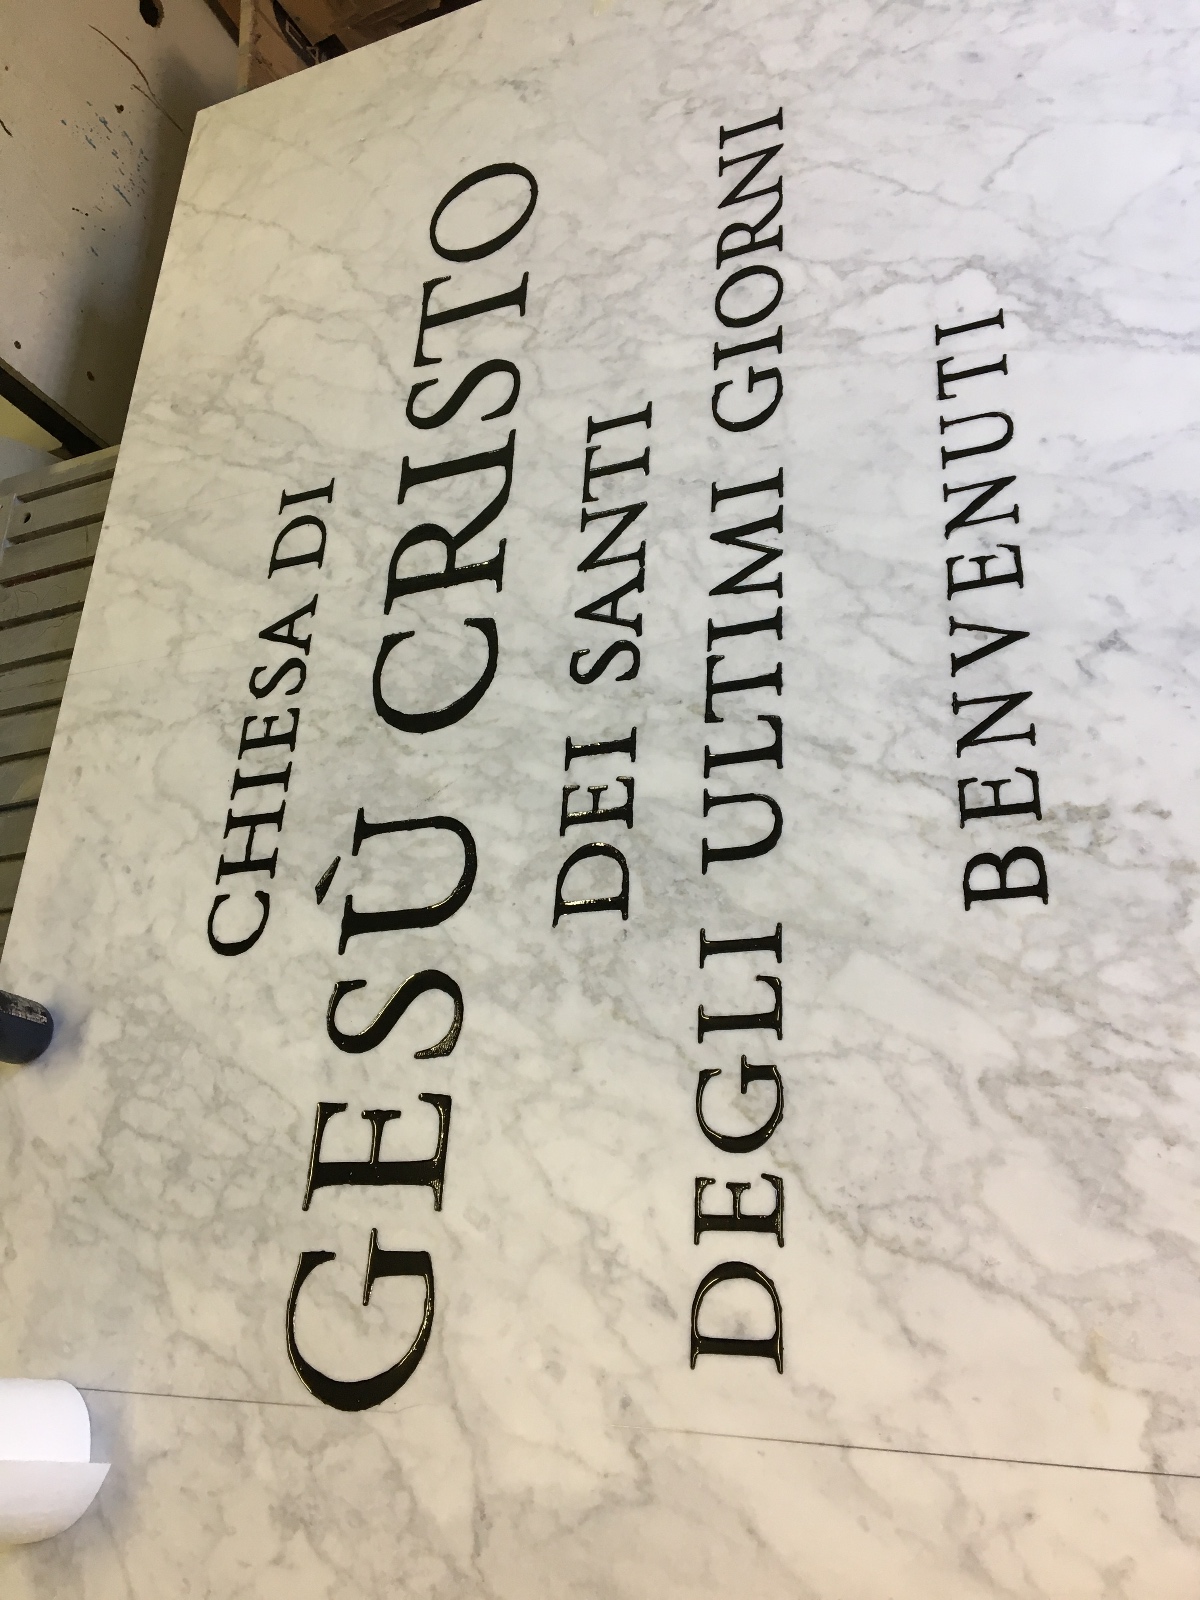 CHIESA DI
GESÙ CRISTO
DEI SANTI
DEGLI ULTIMI GIORNI
BENVENUTI